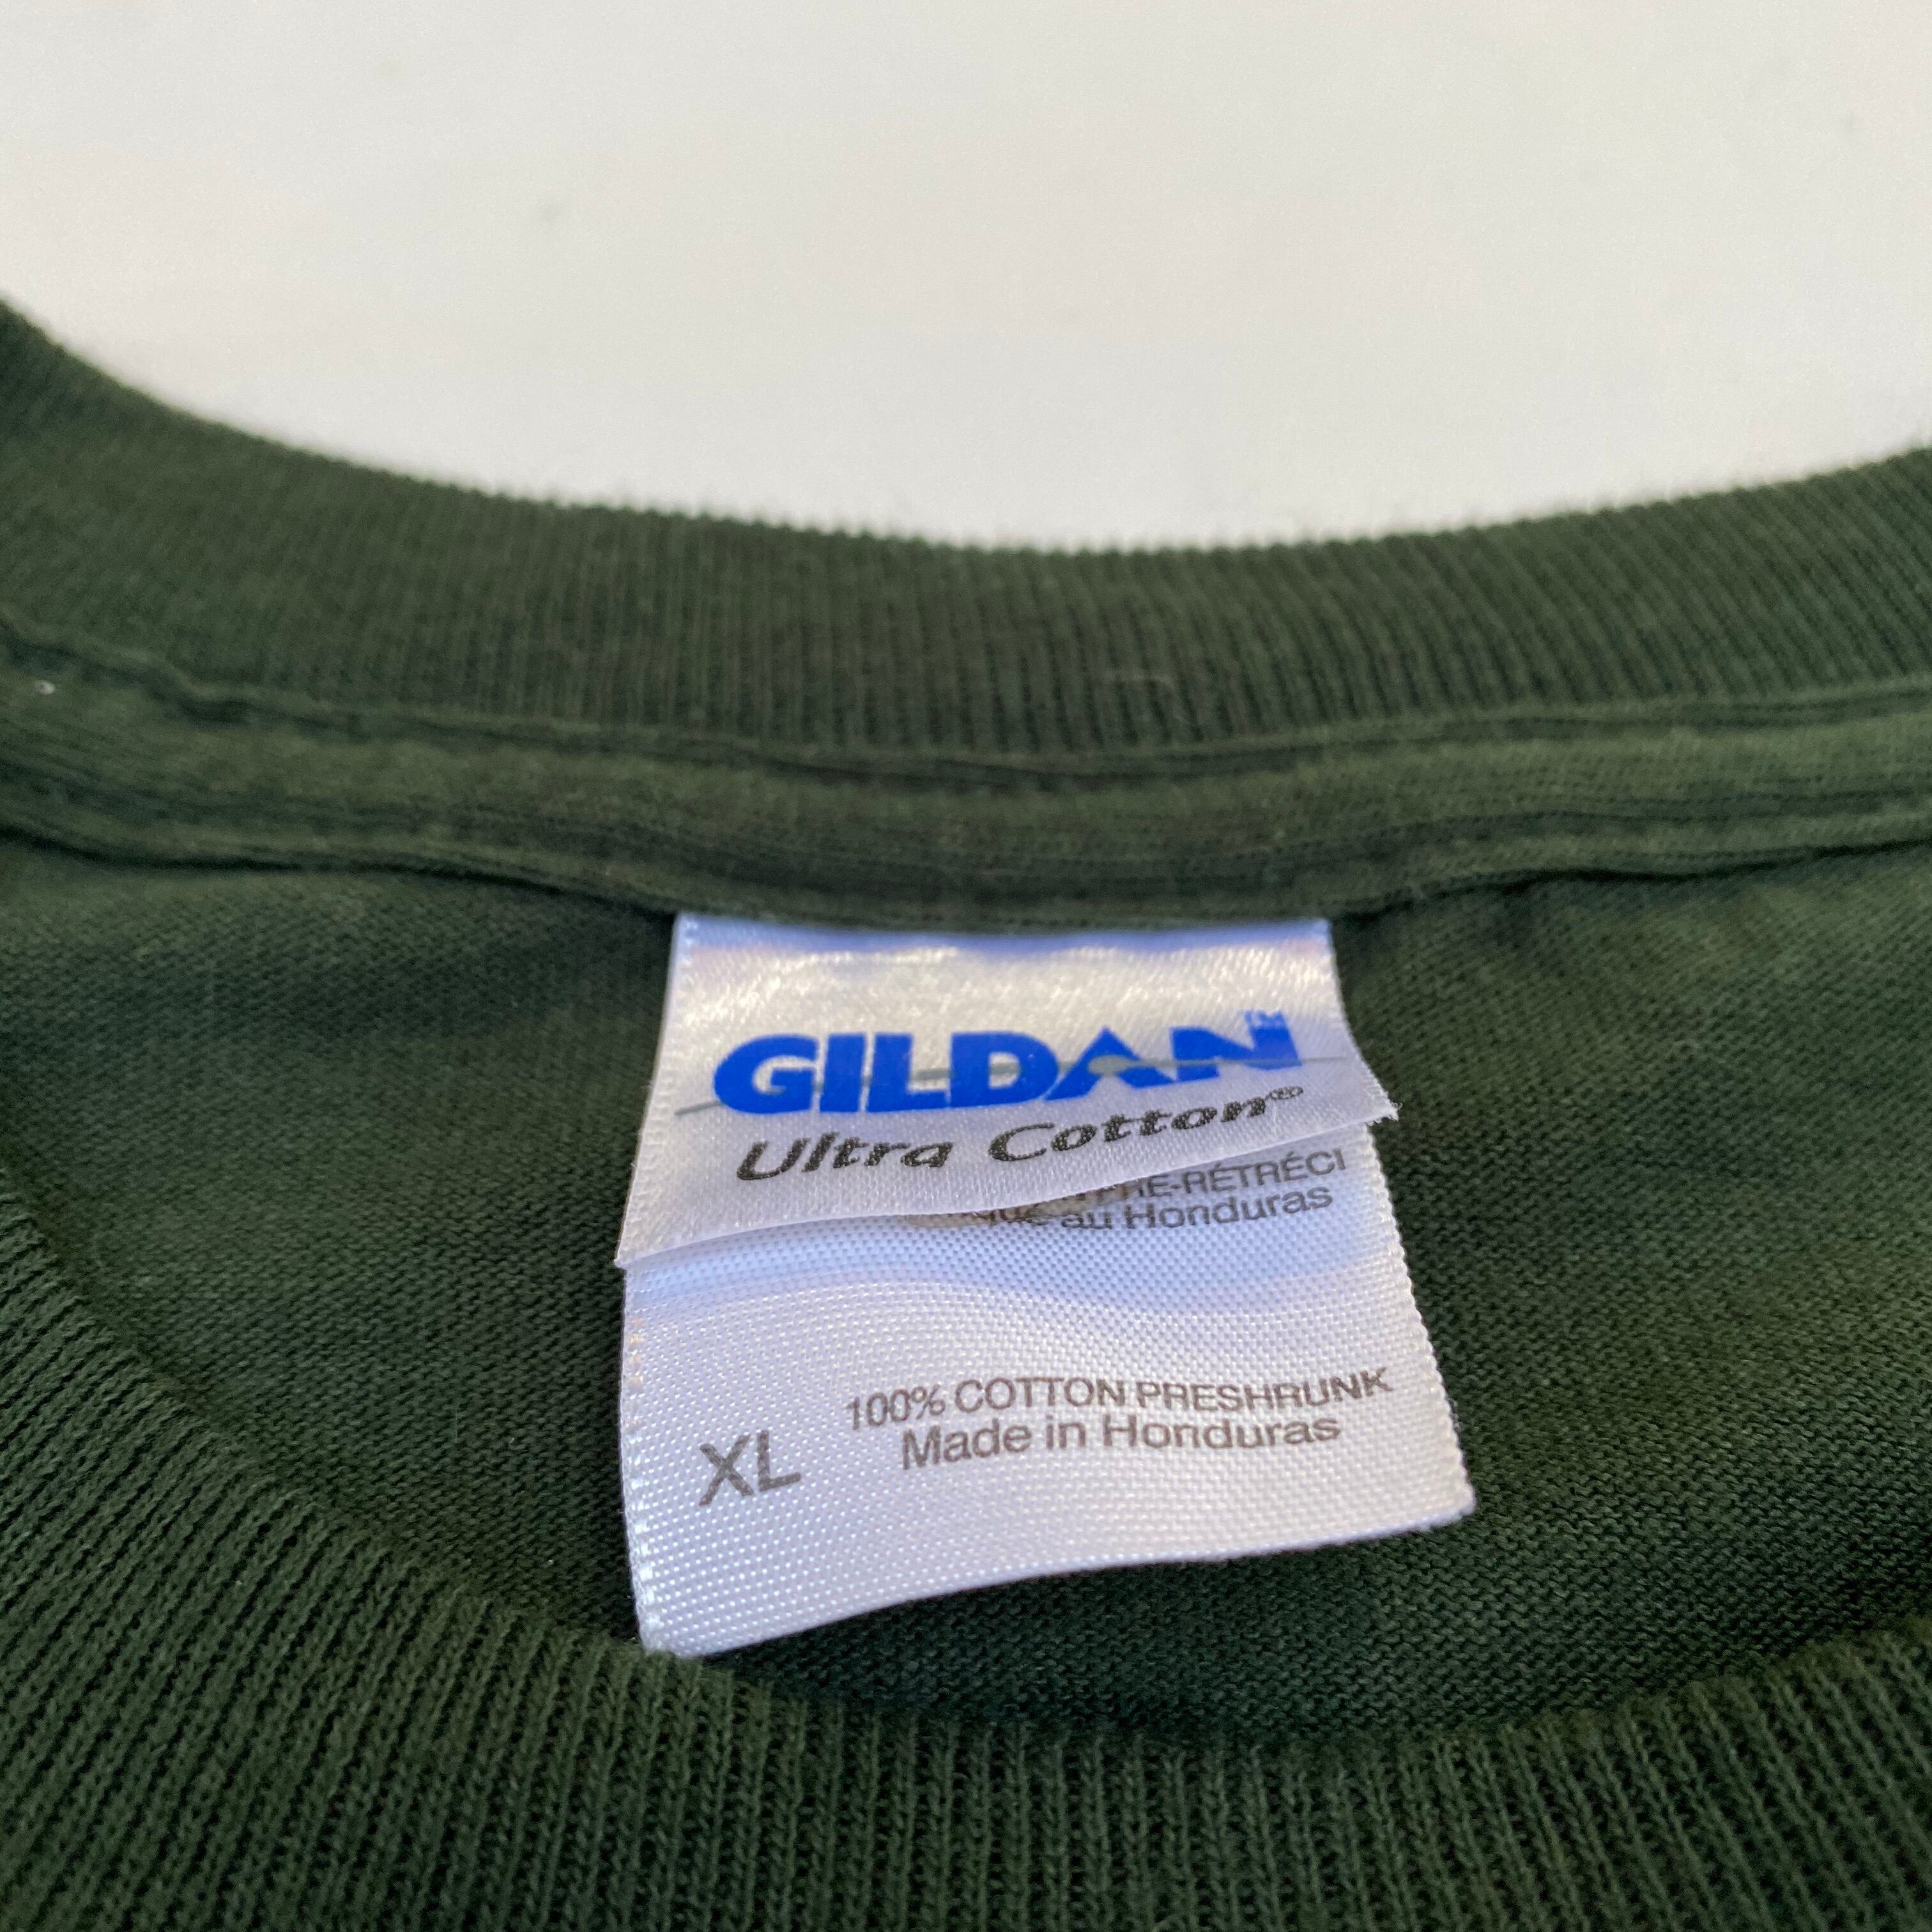 GILDAN
Ultra Cotton®
PRÉ-RÉTRÉCI
au Honduras
100% COTTON PRESHRUNK
Made in Honduras
XL